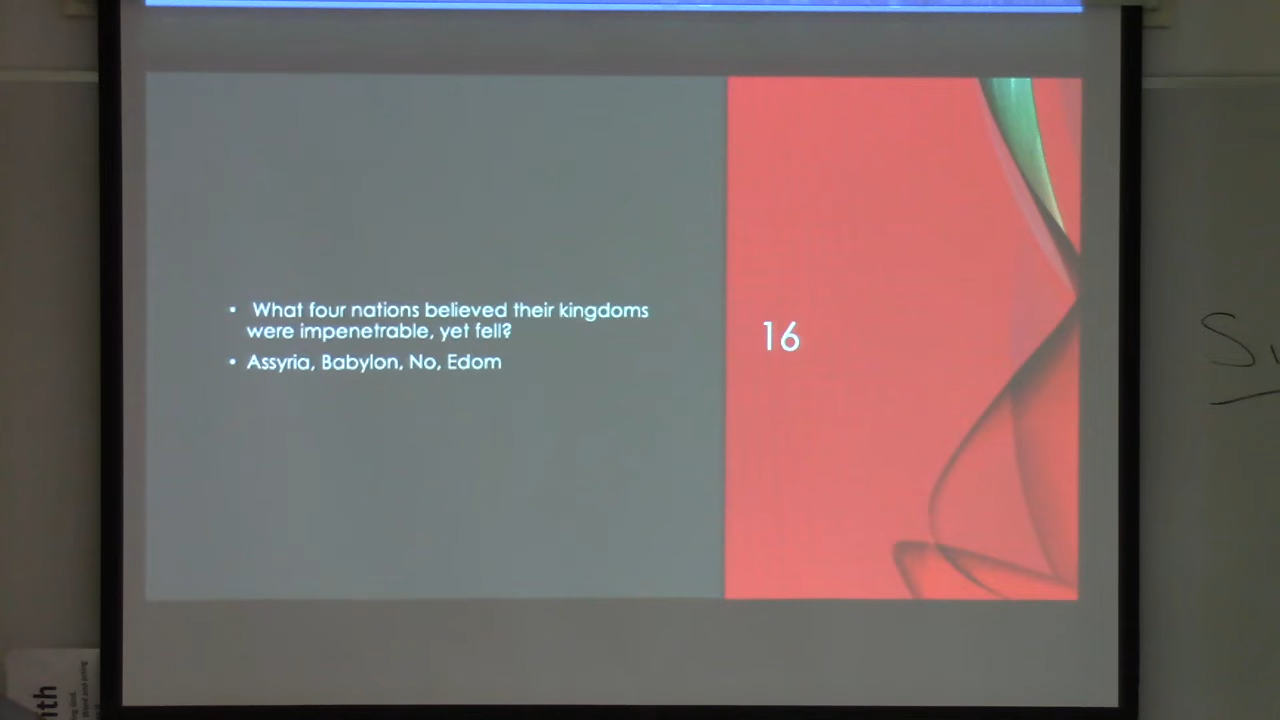 • What four nations believed their kingdoms
were impenetrable, yet fell?
• Assyria, Babylon, No, Edom
16